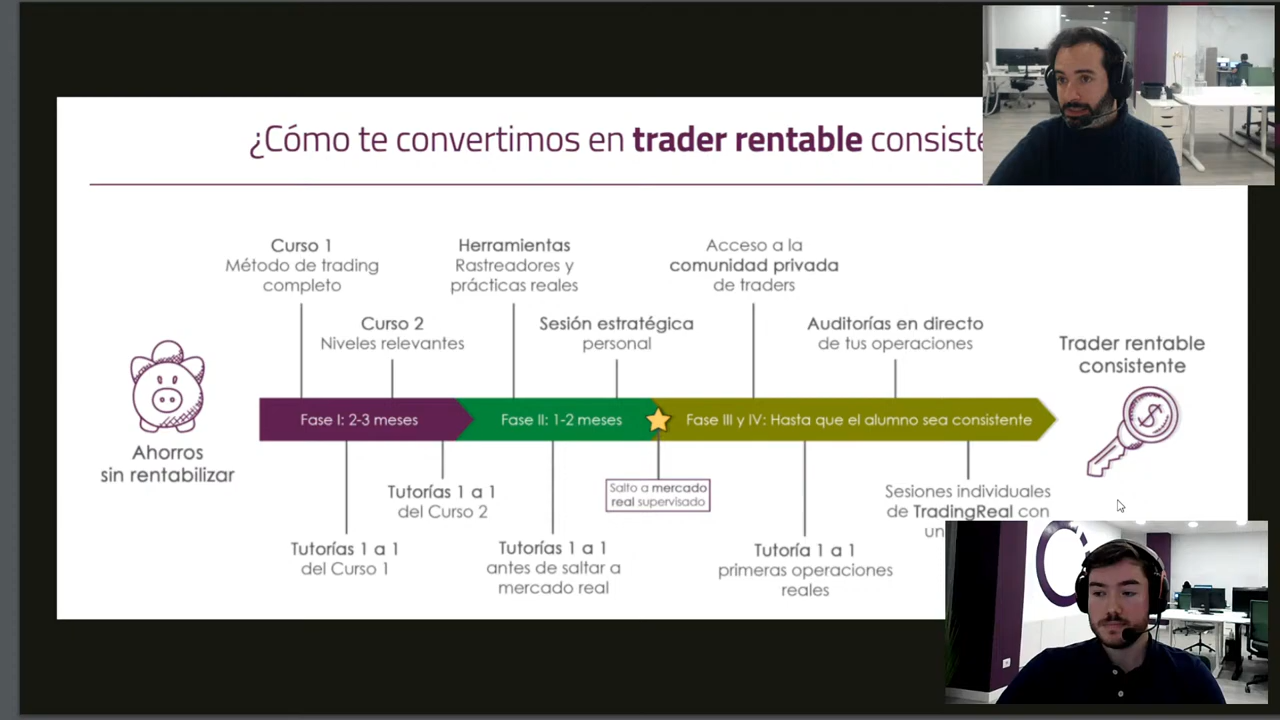 ¿Cómo te convertimos en trader rentable
Curso 1
Método de trading
completo
Herramientas
Rastreadores y
prácticas reales
Acceso a la
comunidad privada
de traders
Curso 2
Niveles relevantes
Sesión estratégica
personal
Auditorías en directo
de tus operaciones
Trader rentable
consistente
Fase I: 2-3 meses
Fase II: 1-2 meses
Fase III y IV: Hasta que el alumno sea consistente
Ahorros
sin rentabilizar
Salto a mercado
real supervisado
Tutorías 1 a 1
del Curso 2
Sesiones individuales
de TradingReal con
Tutorías 1 a 1
del Curso 1
Tutorías 1 a 1
antes de saltar a
mercado real
Tutoría 1 a 1
primeras operaciones
reales